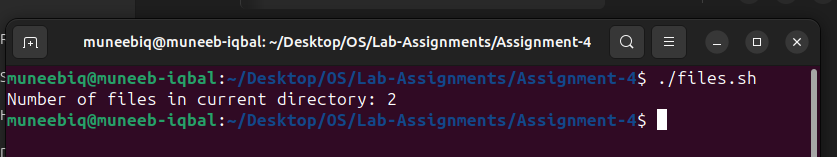 muneebiq@muneeb-iqbal: ~/Desktop/OS/Lab-Assignments/Assignment-4
muneebiq@muneeb-iqbal:~/Desktop/OS/Lab-Assignments/Assignment-4$ ./files.sh
Number of files in current directory: 2
muneebiq@muneeb-iqbal:~/Desktop/OS/Lab-Assignments/Assignment-4$